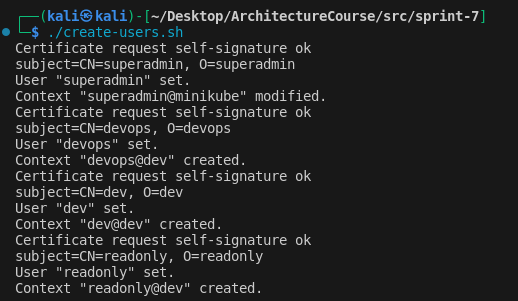 ┌──(kali㉿kali)-[~/Desktop/ArchitectureCourse/src/sprint-7]
└─$ ./create-users.sh
Certificate request self-signature ok
subject=CN=superadmin, O=superadmin
User "superadmin" set.
Context "superadmin@minikube" modified.
Certificate request self-signature ok
subject=CN=devops, O=devops
User "devops" set.
Context "devops@dev" created.
Certificate request self-signature ok
subject=CN=dev, O=dev
User "dev" set.
Context "dev@dev" created.
Certificate request self-signature ok
subject=CN=readonly, O=readonly
User "readonly" set.
Context "readonly@dev" created.